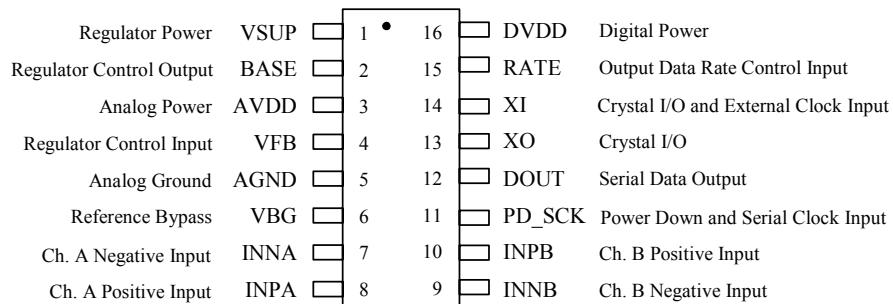 Regulator Power VSUP 1 16 DVDD Digital Power
Regulator Control Output BASE 2 15 RATE Output Data Rate Control Input
Analog Power AVDD 3 14 XI Crystal I/O and External Clock Input
Regulator Control Input VFB 4 13 XO Crystal I/O
Analog Ground AGND 5 12 DOUT Serial Data Output
Reference Bypass VBG 6 11 PD_SCK Power Down and Serial Clock Input
Ch. A Negative Input INNA 7 10 INPB Ch. B Positive Input
Ch. A Positive Input INPA 8 9 INNB Ch. B Negative Input